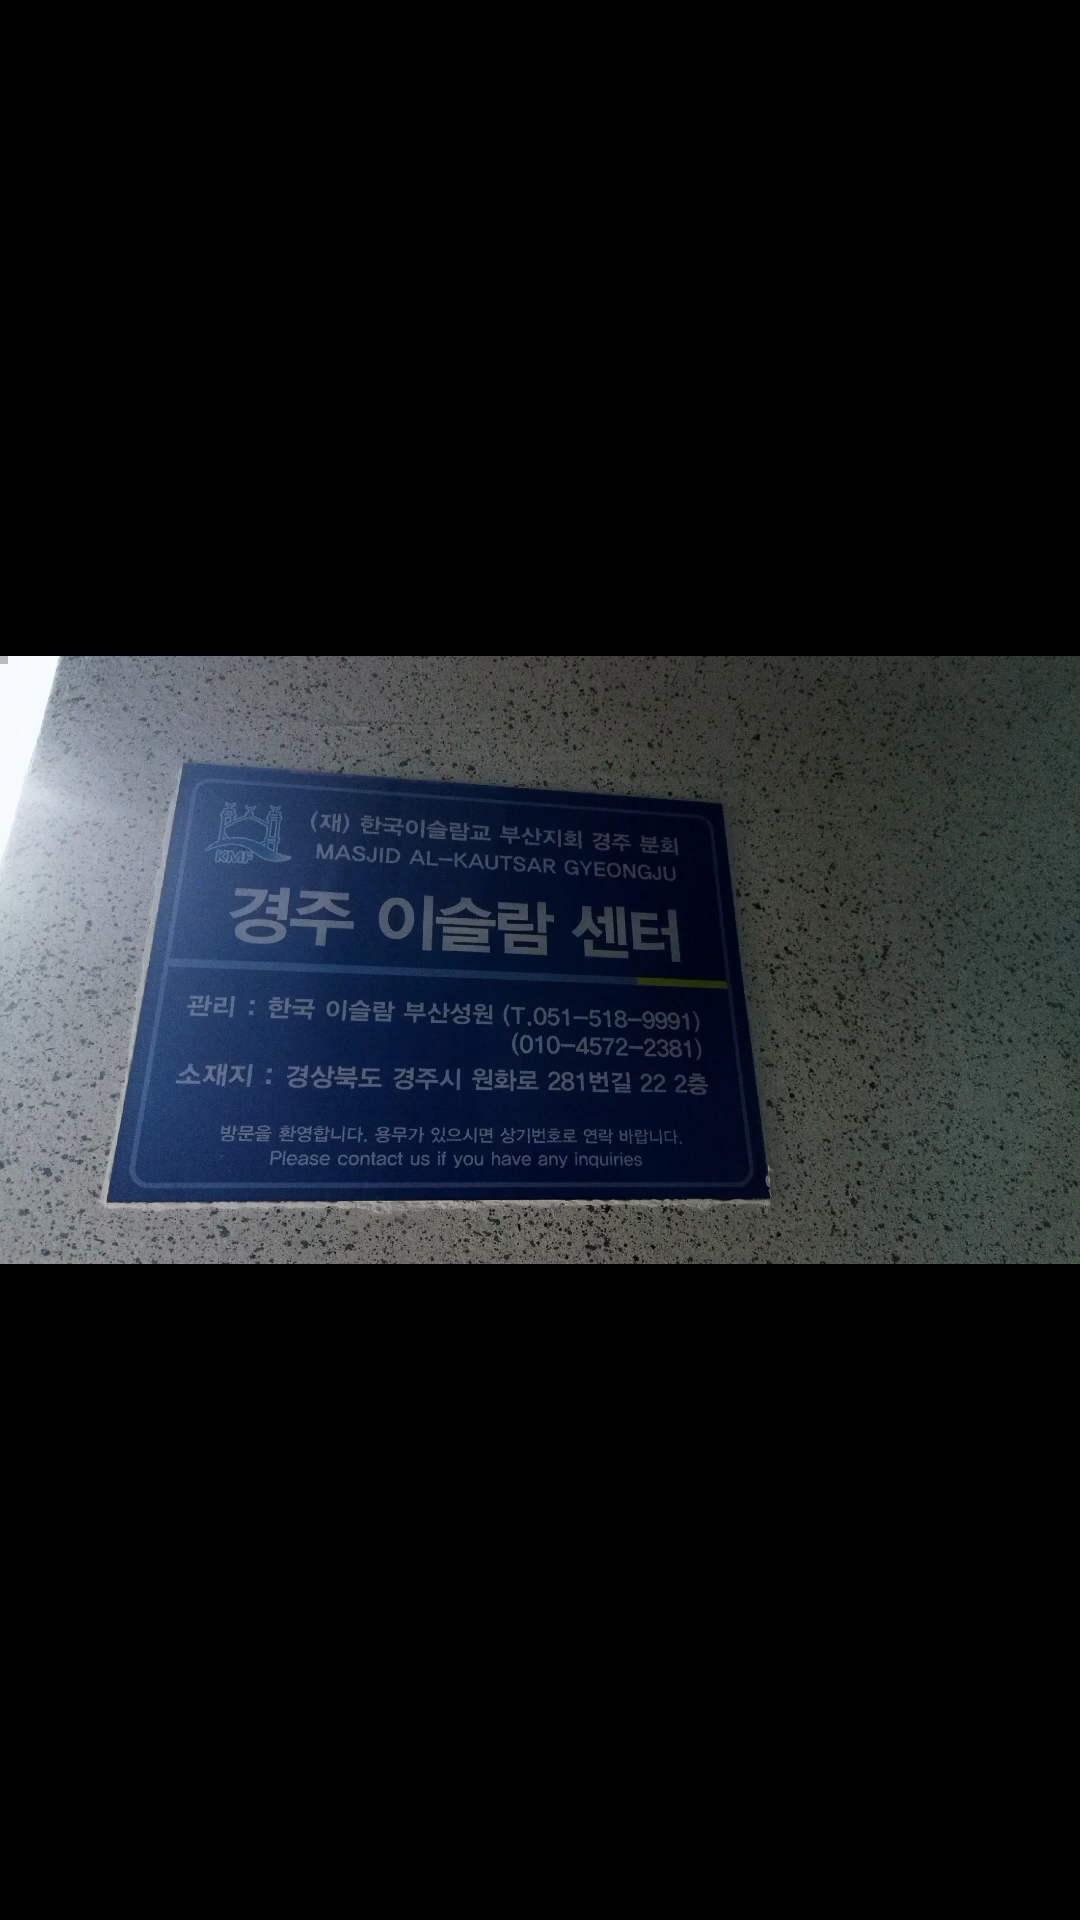 KMF
(재) 한국이슬람교 부산지회 경주 분회
MASJID AL-KAUTSAR GYEONGJU
경주 이슬람 센터
관리 : 한국 이슬람 부산성원 (T.051-518-9991)
(010-4572-2381)
소재지 : 경상북도 경주시 원화로 281번길 22 2층
방문을 환영합니다. 용무가 있으시면 상기번호로 연락 바랍니다.
Please contact us if you have any inquiries